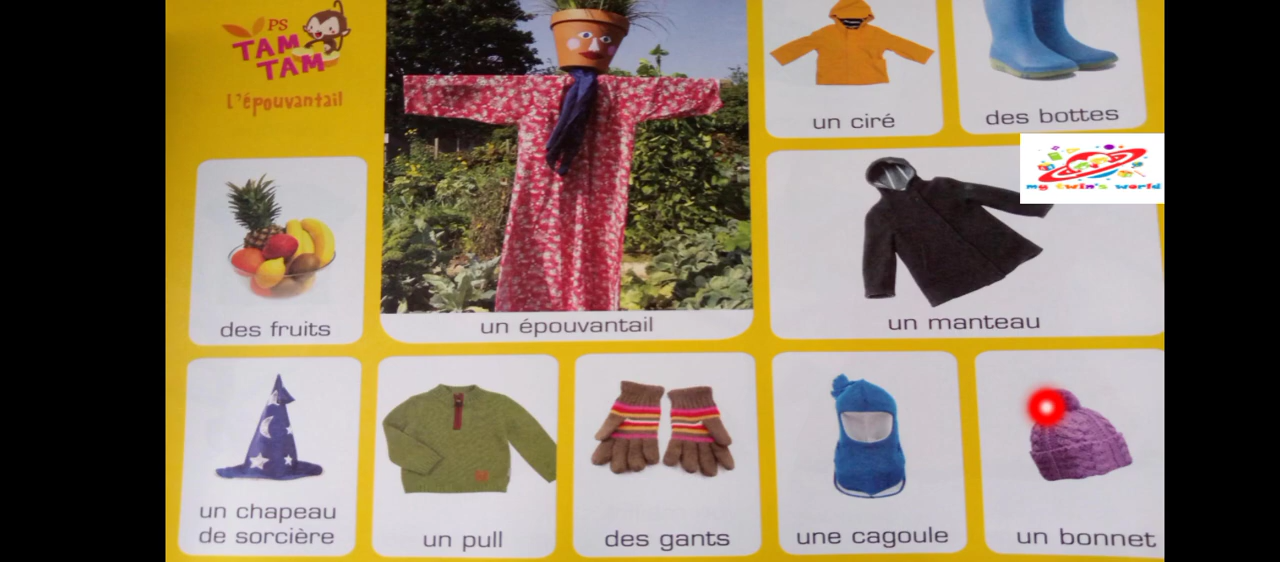 PS
TAM
TAM
l'épouvantail
un ciré
des bottes
my twin's world
des fruits
un épouvantail
un manteau
un chapeau
de sorcière
un pull
des gants
une cagoule
un bonnet